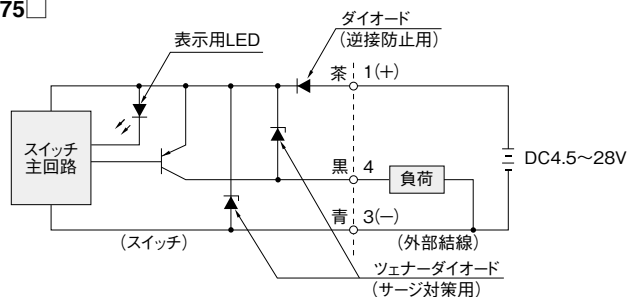 75□
ダイオード
(逆接防止用)
表示用LED
茶 1(+)
スイッチ
主回路
DC4.5～28V
黒 4
負荷
青 3(−)
(スイッチ)
(外部結線)
ツェナーダイオード
(サージ対策用)